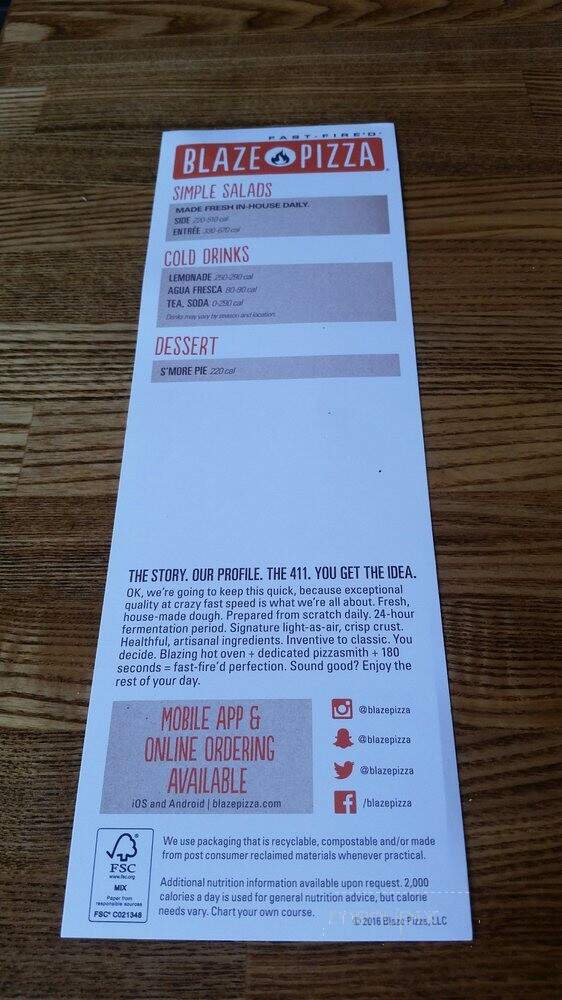 FAST-FIRE'D
BLAZE PIZZA
SIMPLE SALADS
MADE FRESH IN-HOUSE DAILY.
SIDE 220-510 cal
ENTRÉE 330-670 cal
COLD DRINKS
LEMONADE 250-290 cal
AGUA FRESCA 80-90 cal
TEA, SODA 0-290 cal
Drinks may vary by season and location.
DESSERT
S'MORE PIE 220 cal
THE STORY. OUR PROFILE. THE 411. YOU GET THE IDEA.
OK, we're going to keep this quick, because exceptional
quality at crazy fast speed is what we're all about. Fresh,
house-made dough. Prepared from scratch daily. 24-hour
fermentation period. Signature light-as-air, crisp crust.
Healthful, artisanal ingredients. Inventive to classic. You
decide. Blazing hot oven + dedicated pizzasmith + 180
seconds = fast-fire'd perfection. Sound good? Enjoy the
rest of your day.
MOBILE APP &
ONLINE ORDERING
AVAILABLE
iOS and Android | blazepizza.com
@blazepizza
@blazepizza
@blazepizza
/blazepizza
FSC
www.fsc.org
MIX
Paper from
responsible sources
FSC® C021348
We use packaging that is recyclable, compostable and/or made
from post consumer reclaimed materials whenever practical.
Additional nutrition information available upon request. 2,000
calories a day is used for general nutrition advice, but calorie
needs vary. Chart your own course.
© 2016 Blaze Pizza, LLC